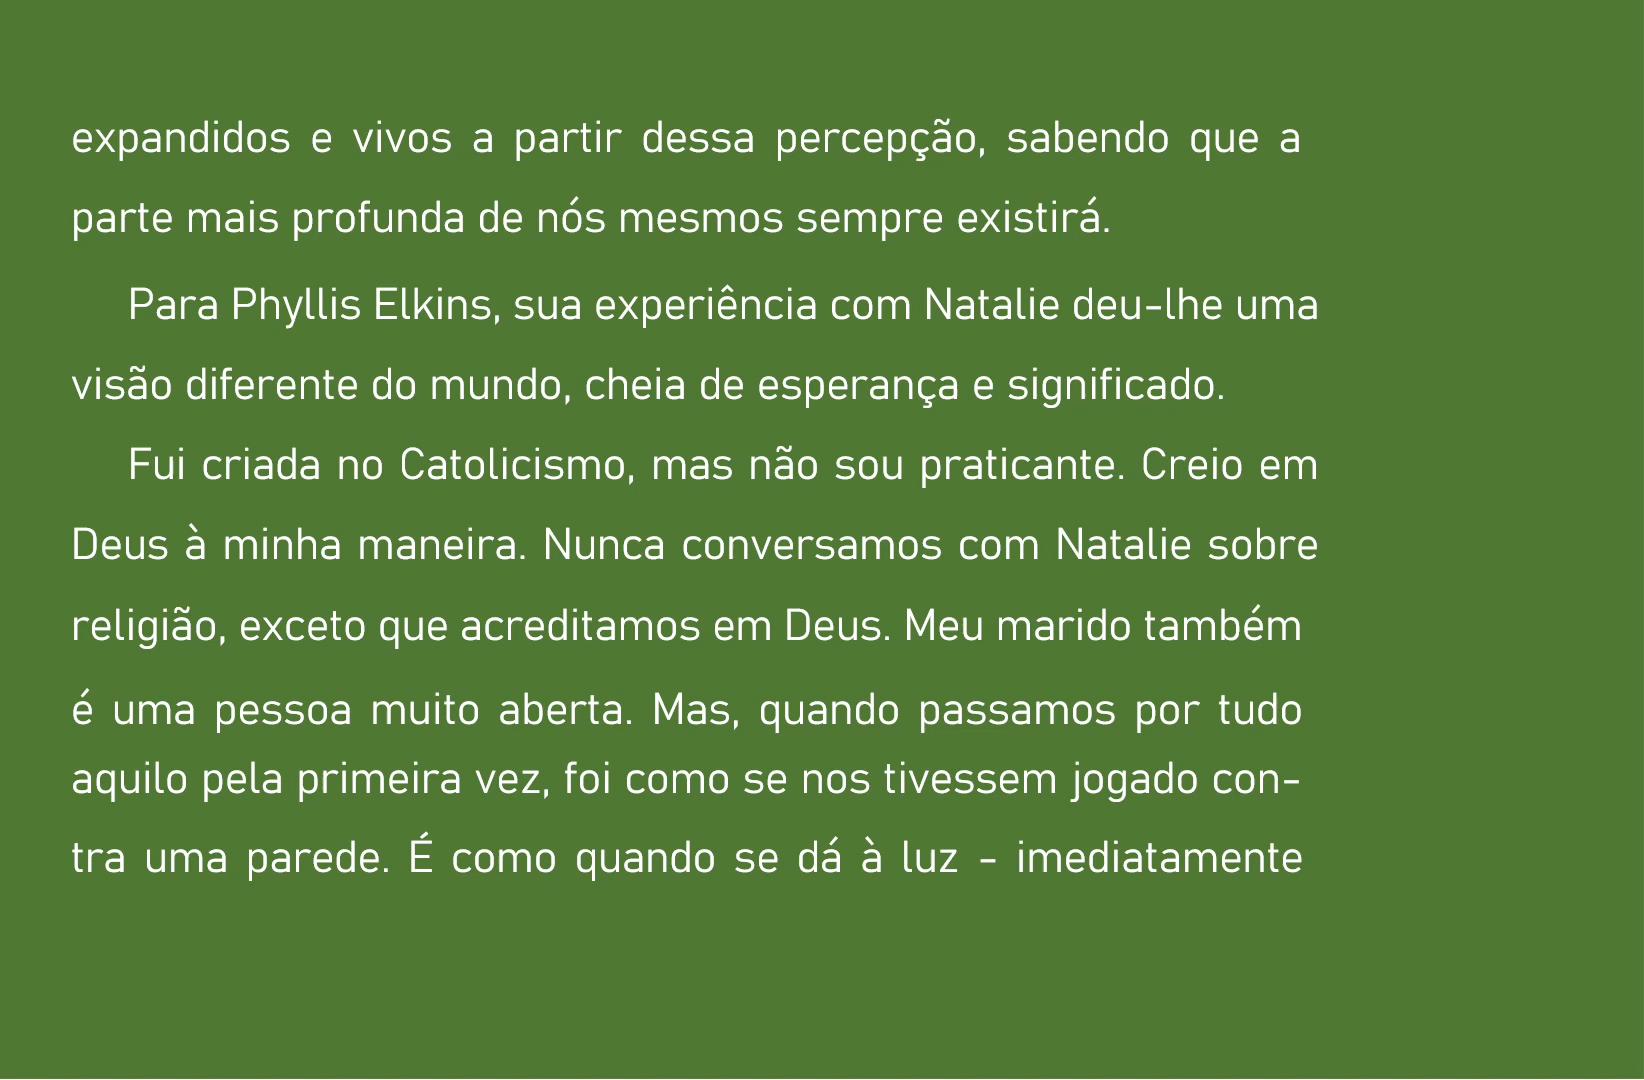 expandidos e vivos a partir dessa percepção, sabendo que a
parte mais profunda de nós mesmos sempre existirá.
Para Phyllis Elkins, sua experiência com Natalie deu-lhe uma
visão diferente do mundo, cheia de esperança e significado.
Fui criada no Catolicismo, mas não sou praticante. Creio em
Deus à minha maneira. Nunca conversamos com Natalie sobre
religião, exceto que acreditamos em Deus. Meu marido também
é uma pessoa muito aberta. Mas, quando passamos por tudo
aquilo pela primeira vez, foi como se nos tivessem jogado con-
tra uma parede. É como quando se dá à luz - imediatamente